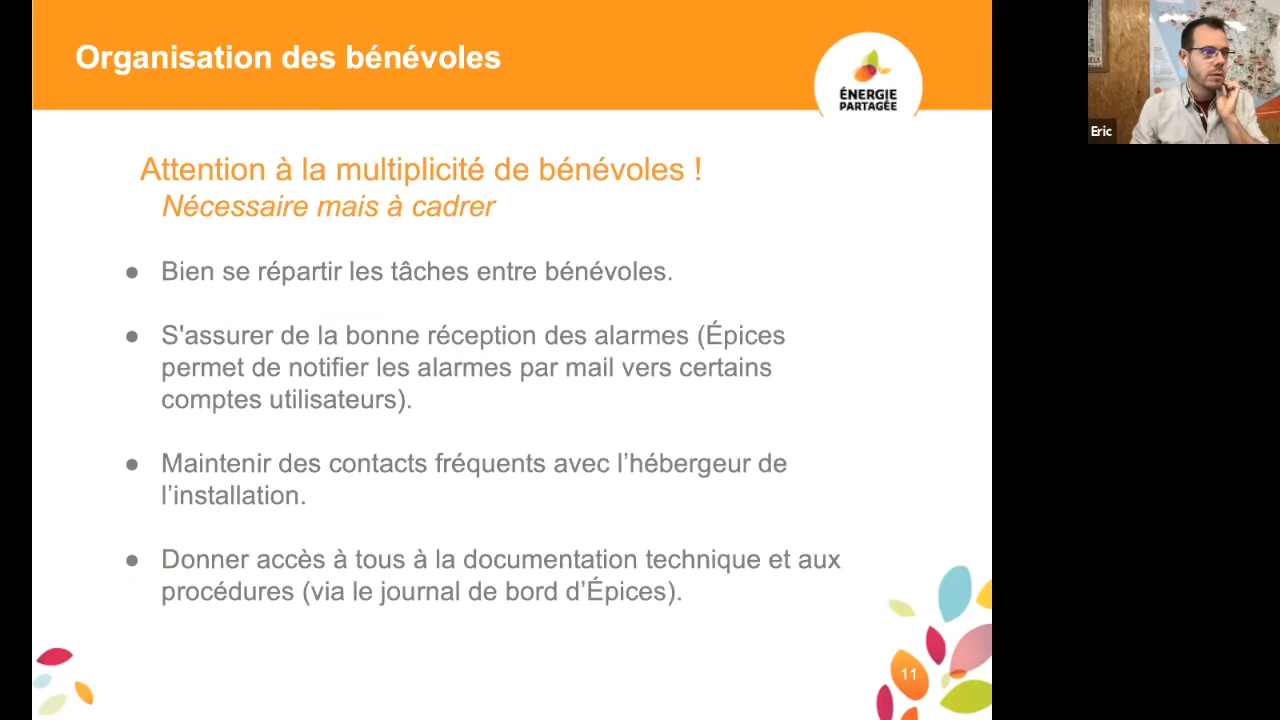 Organisation des bénévoles
ÉNERGIE
PARTAGÉE
Eric
Attention à la multiplicité de bénévoles !
Nécessaire mais à cadrer
● Bien se répartir les tâches entre bénévoles.
● S'assurer de la bonne réception des alarmes (Épices
permet de notifier les alarmes par mail vers certains
comptes utilisateurs).
● Maintenir des contacts fréquents avec l’hébergeur de
l’installation.
● Donner accès à tous à la documentation technique et aux
procédures (via le journal de bord d’Épices).
11